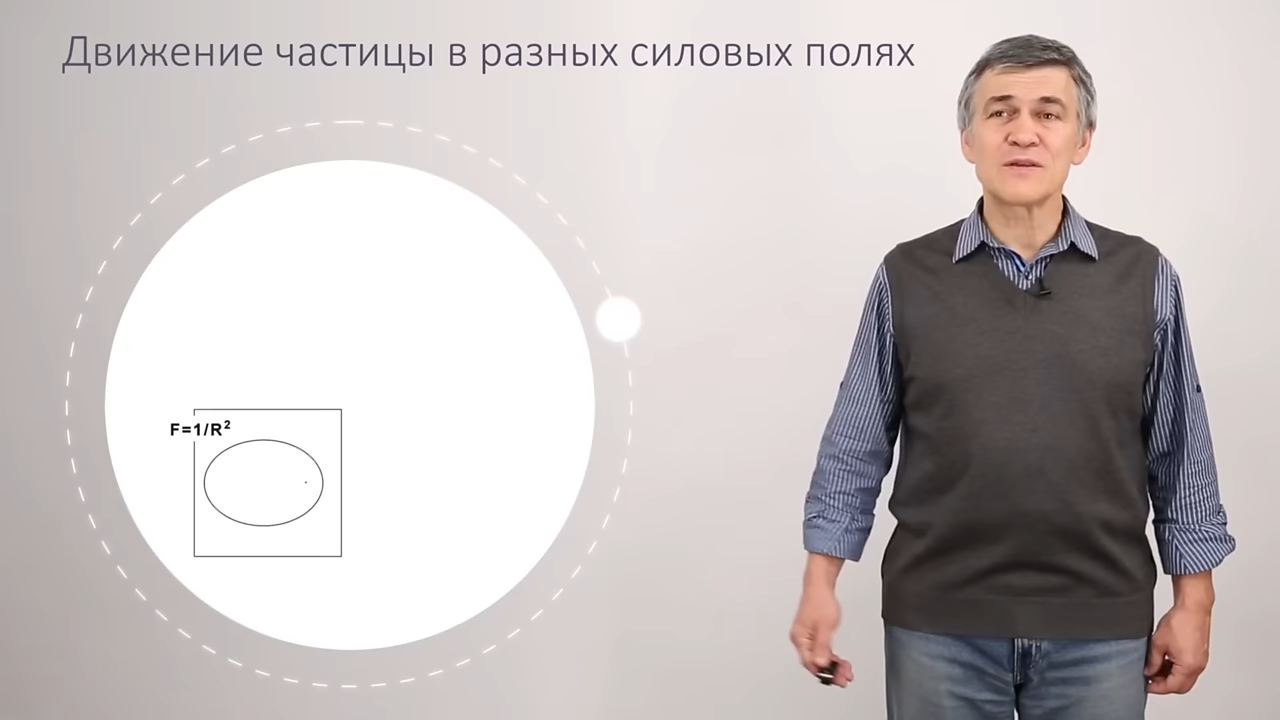 Движение частицы в разных силовых полях
F=1/R²